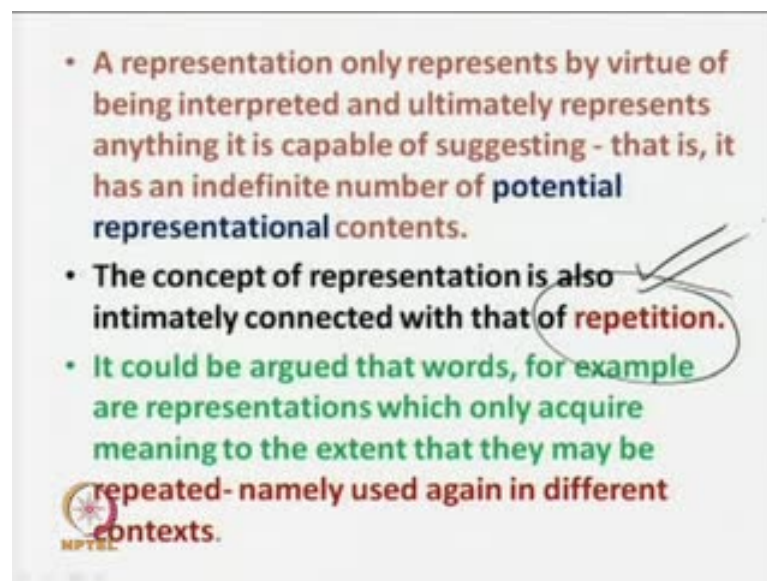 • A representation only represents by virtue of
being interpreted and ultimately represents
anything it is capable of suggesting - that is, it
has an indefinite number of potential
representational contents.
• The concept of representation is also
intimately connected with that of repetition.
• It could be argued that words, for example
are representations which only acquire
meaning to the extent that they may be
repeated- namely used again in different
contexts.
NPTEL